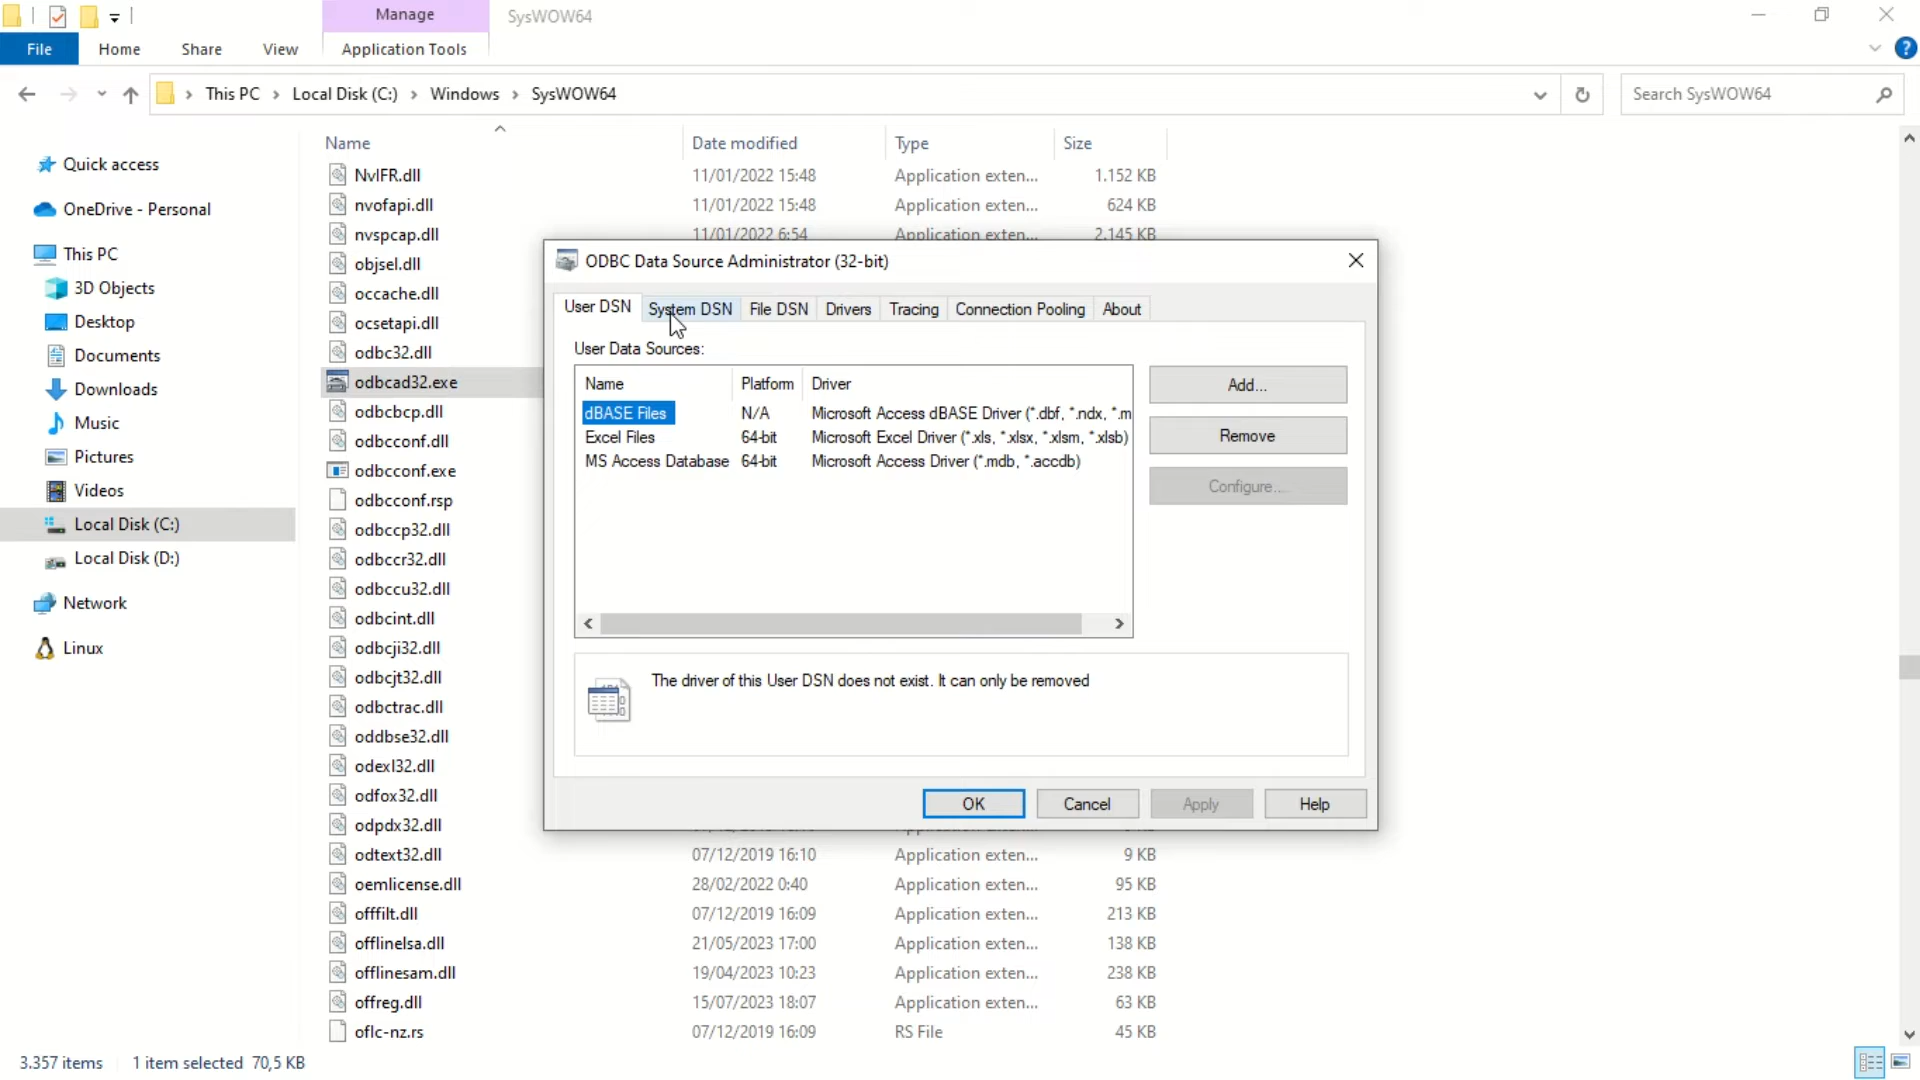 Manage
SysWOW64
File
Home
Share
View
Application Tools
This PC
Local Disk (C:)
Windows
SysWOW64
Search SysWOW64
Name
Date modified
Type
Size
Quick access
OneDrive - Personal
This PC
3D Objects
Desktop
Documents
Downloads
Music
Pictures
Videos
Local Disk (C:)
Local Disk (D:)
Network
Linux
NvIFR.dll 11/01/2022 15:48 Application exten... 1.152 KB
nvofapi.dll 11/01/2022 15:48 Application exten... 624 KB
nvspcap.dll 11/01/2022 6:54 Application exten... 2.145 KB
objsel.dll
occache.dll
ocsetapi.dll
odbc32.dll
odbcad32.exe
odbcbcp.dll
odbcconf.dll
odbcconf.exe
odbcconf.rsp
odbccp32.dll
odbccr32.dll
odbccu32.dll
odbcint.dll
odbcji32.dll
odbcjt32.dll
odbctrac.dll
oddbse32.dll
odexl32.dll
odfox32.dll
odpdx32.dll
odtext32.dll 07/12/2019 16:10 Application exten... 9 KB
oemlicense.dll 28/02/2022 0:40 Application exten... 95 KB
offfilt.dll 07/12/2019 16:09 Application exten... 213 KB
offlinelsa.dll 21/05/2023 17:00 Application exten... 138 KB
offlinesam.dll 19/04/2023 10:23 Application exten... 238 KB
offreg.dll 15/07/2023 18:07 Application exten... 63 KB
oflc-nz.rs 07/12/2019 16:09 RS File 45 KB
ODBC Data Source Administrator (32-bit)
User DSN
System DSN
File DSN
Drivers
Tracing
Connection Pooling
About
User Data Sources:
Name Platform Driver
dBASE Files N/A Microsoft Access dBASE Driver (*.dbf, *.ndx, *.m
Excel Files 64-bit Microsoft Excel Driver (*.xls, *.xlsx, *.xlsm, *.xlsb)
MS Access Database 64-bit Microsoft Access Driver (*.mdb, *.accdb)
Add...
Remove
Configure...
The driver of this User DSN does not exist. It can only be removed
OK
Cancel
Apply
Help
3.357 items
1 item selected 70,5 KB